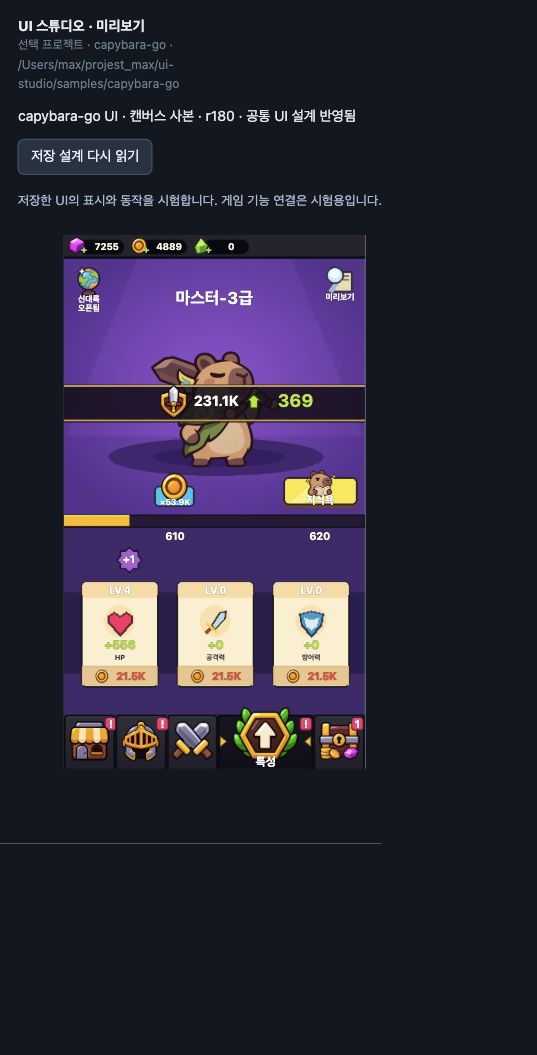 UI 스튜디오 · 미리보기
선택 프로젝트 · capybara-go ·
/Users/max/projest_max/ui-
studio/samples/capybara-go
capybara-go UI · 캔버스 사본 · r180 · 공통 UI 설계 반영됨
저장 설계 다시 읽기
저장한 UI의 표시와 동작을 시험합니다. 게임 기능 연결은 시험용입니다.
7255 4889 0
신대륙
오픈됨
마스터-3급
미리보기
231.1K 369
×53.9K
지식욕
610 620
+1
LV.4 LV.0 LV.0
+556 +0 +0
HP 공격력 방어력
21.5K 21.5K 21.5K
! ! ! 1
특성